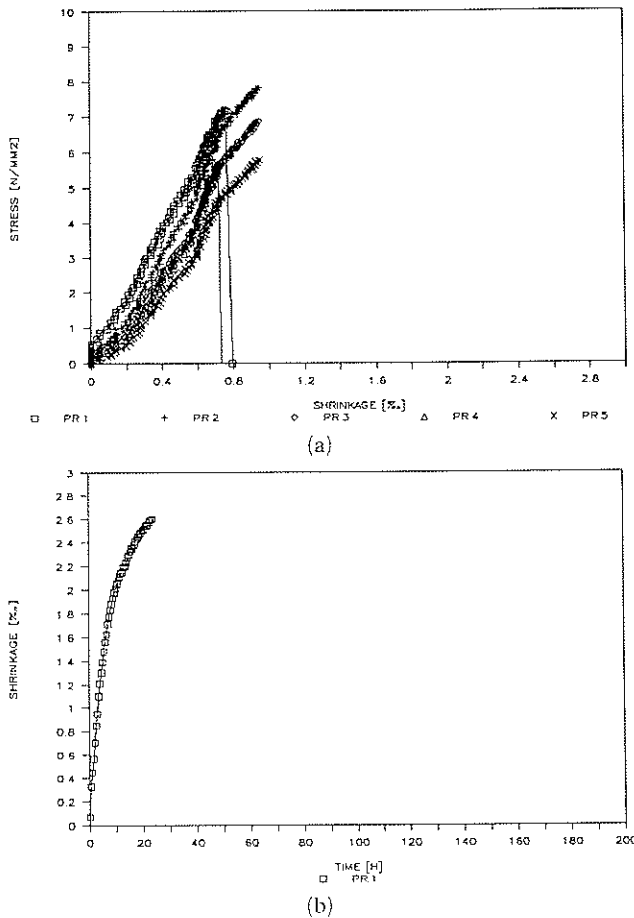 10
9
8
7
6
5
4
3
2
1
0
STRESS [N/MM2]
0 0.4 0.8 1.2 1.6 2 2.4 2.8
SHRINKAGE [‰]
PR 1 PR 2 PR 3 PR 4 PR 5
(a)
3
2 8
2 6
2 4
2 2
2
1 8
1 6
1 4
1 2
1
0.8
0.6
0.4
0.2
0
SHRINKAGE [‰]
0 20 40 60 80 100 120 140 160 180 200
TIME [H]
PR 1
(b)